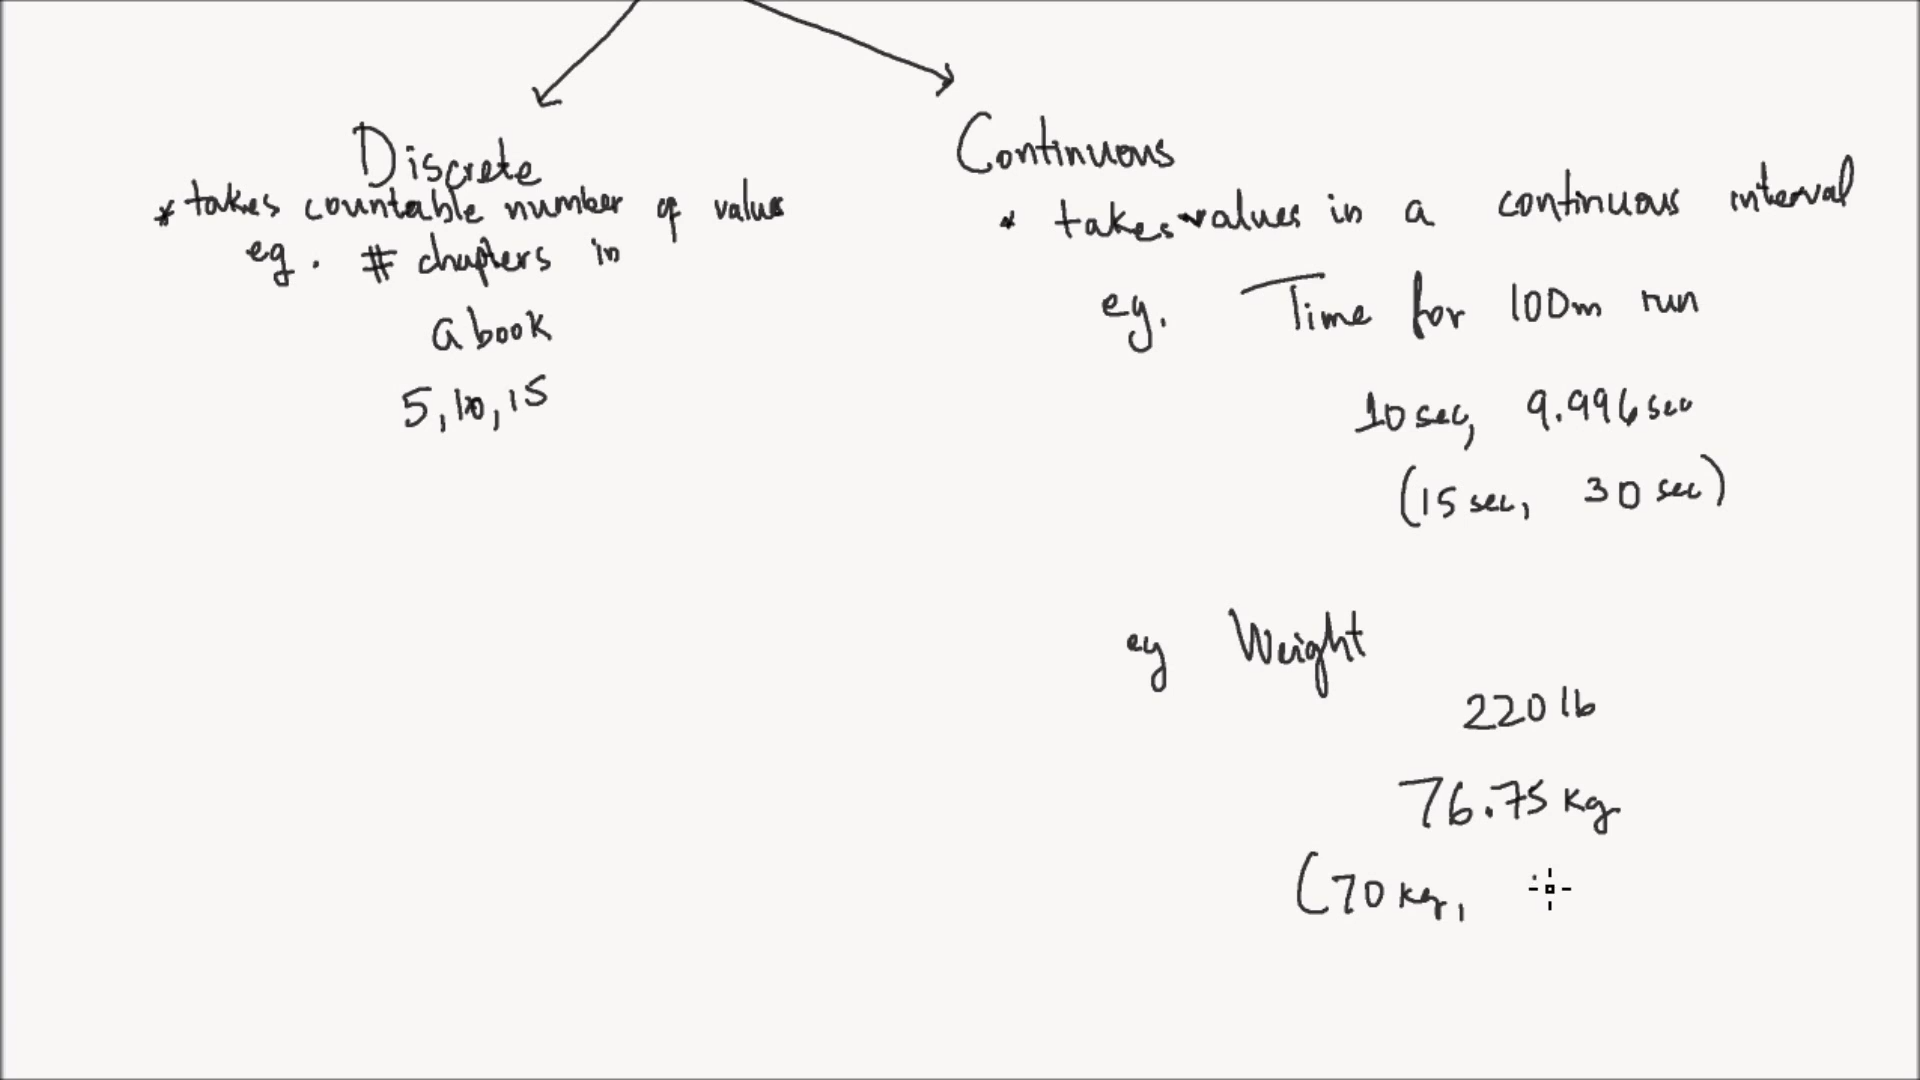 Discrete
* takes countable number of values
eg. # chapters in
a book
5, 10, 15
Continuous
* takes values in a continuous interval
eg. Time for 100m run
10 sec, 9.996 sec
(15 sec, 30 sec)
eg Weight
220 lb
76.75 kg
(70 kg,